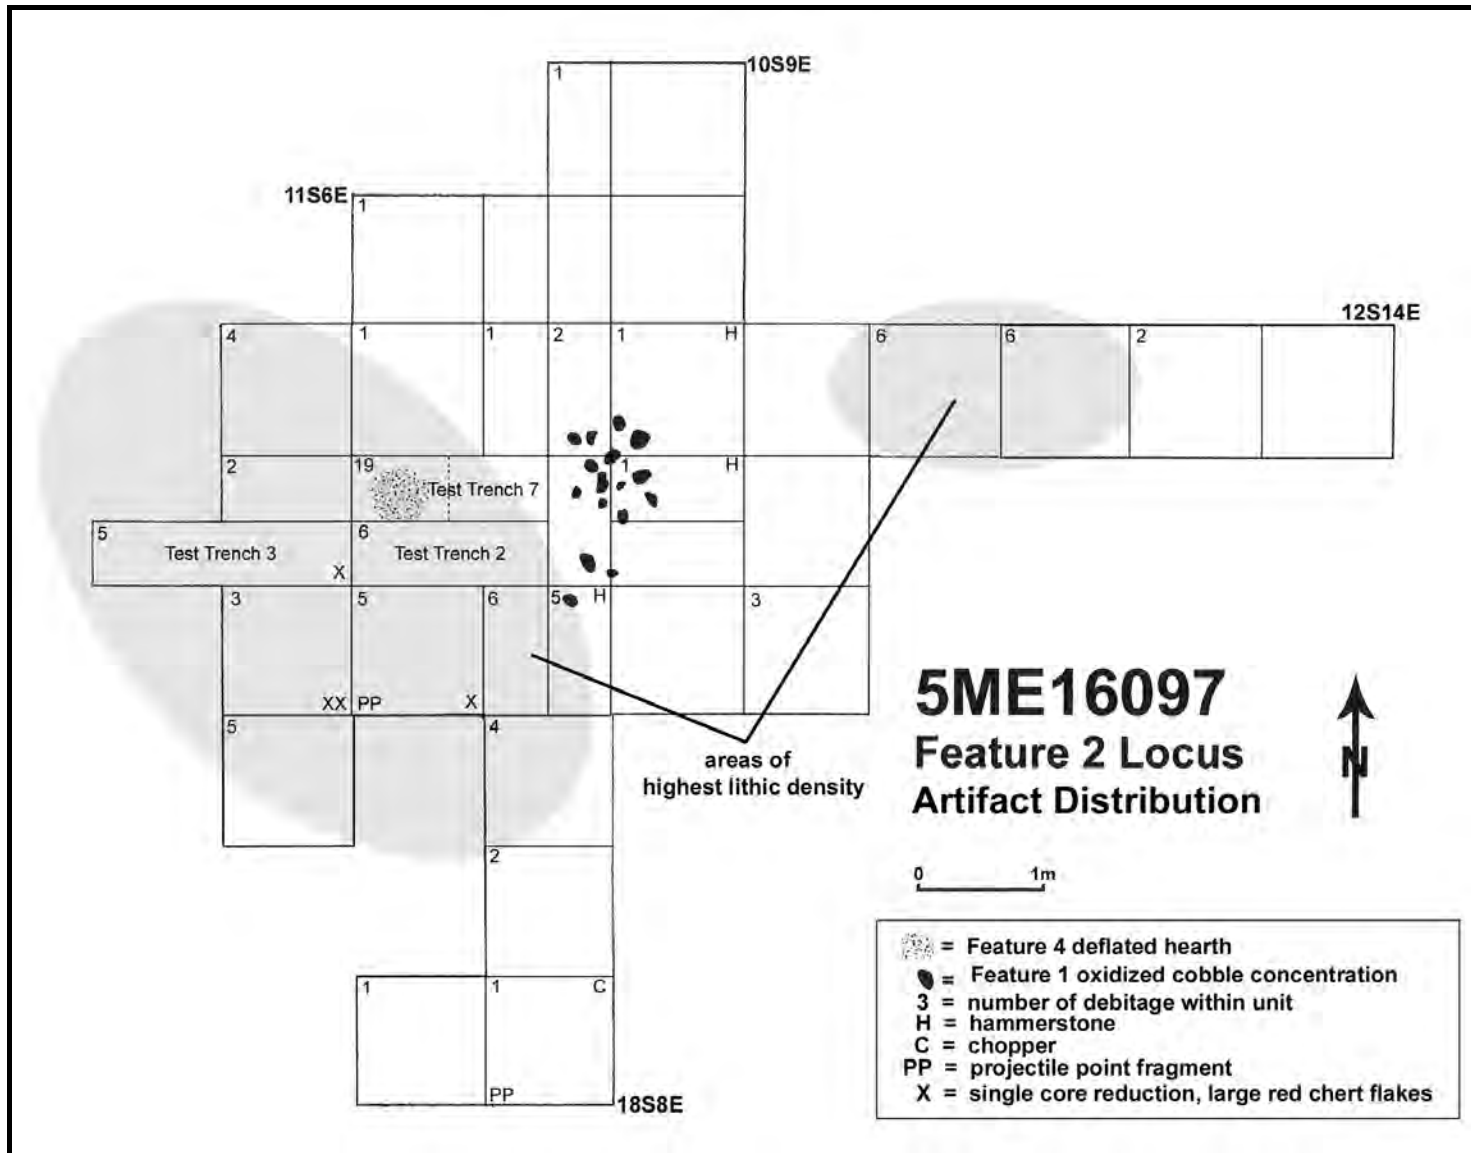 1 10S9E
11S6E 1
12S14E
4 1 1 2 1 H 6 6 2
2 19 1 H
Test Trench 7
5 6
Test Trench 3 Test Trench 2
X
3 5 6 5 H 3
XX PP X
5 4
areas of
highest lithic density
5ME16097
Feature 2 Locus
Artifact Distribution
N
2
0 1m
1 1 C
PP
18S8E
= Feature 4 deflated hearth
= Feature 1 oxidized cobble concentration
3 = number of debitage within unit
H = hammerstone
C = chopper
PP = projectile point fragment
X = single core reduction, large red chert flakes